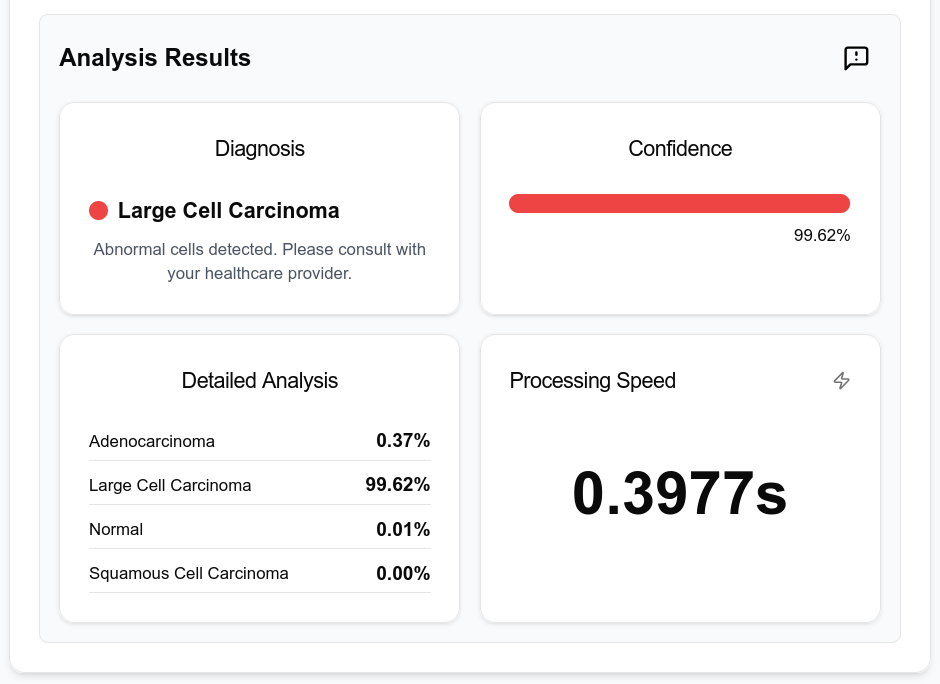 Analysis Results
Diagnosis
Large Cell Carcinoma
Abnormal cells detected. Please consult with
your healthcare provider.
Confidence
99.62%
Detailed Analysis
Adenocarcinoma 0.37%
Large Cell Carcinoma 99.62%
Normal 0.01%
Squamous Cell Carcinoma 0.00%
Processing Speed
0.3977s